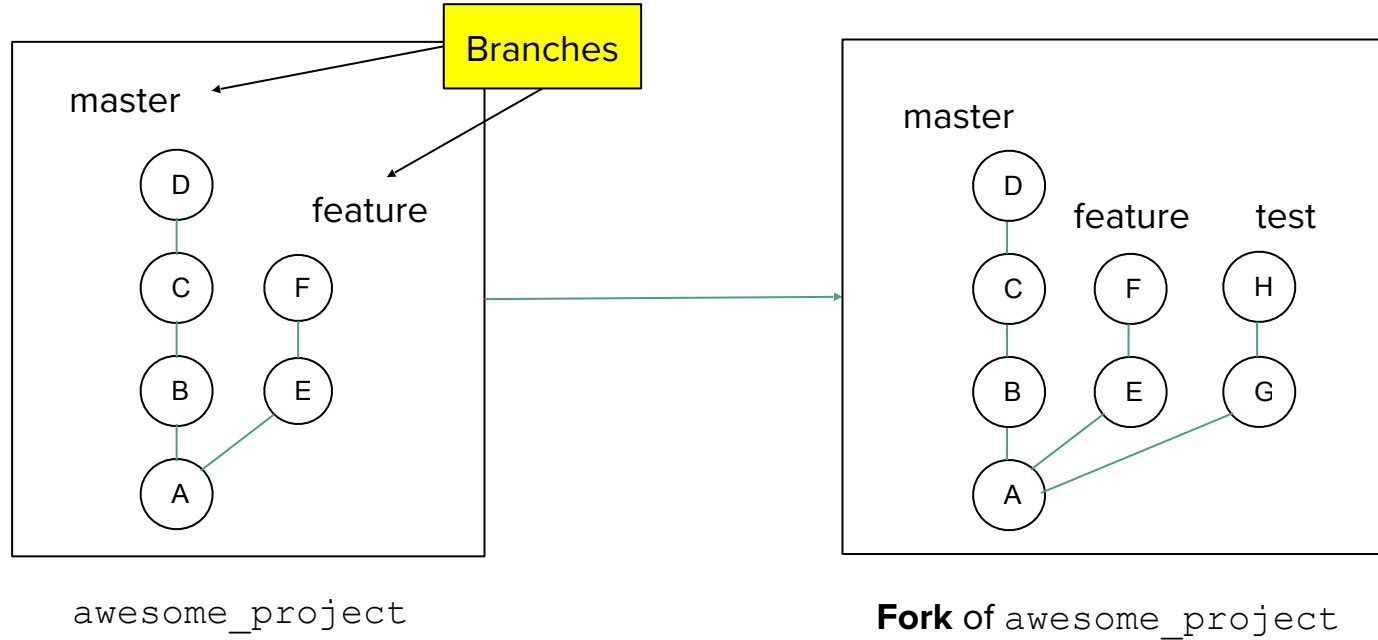 Branches
master
D
feature
C
F
B
E
A
awesome_project
master
D
feature
test
C
F
H
B
E
G
A
Fork of awesome_project